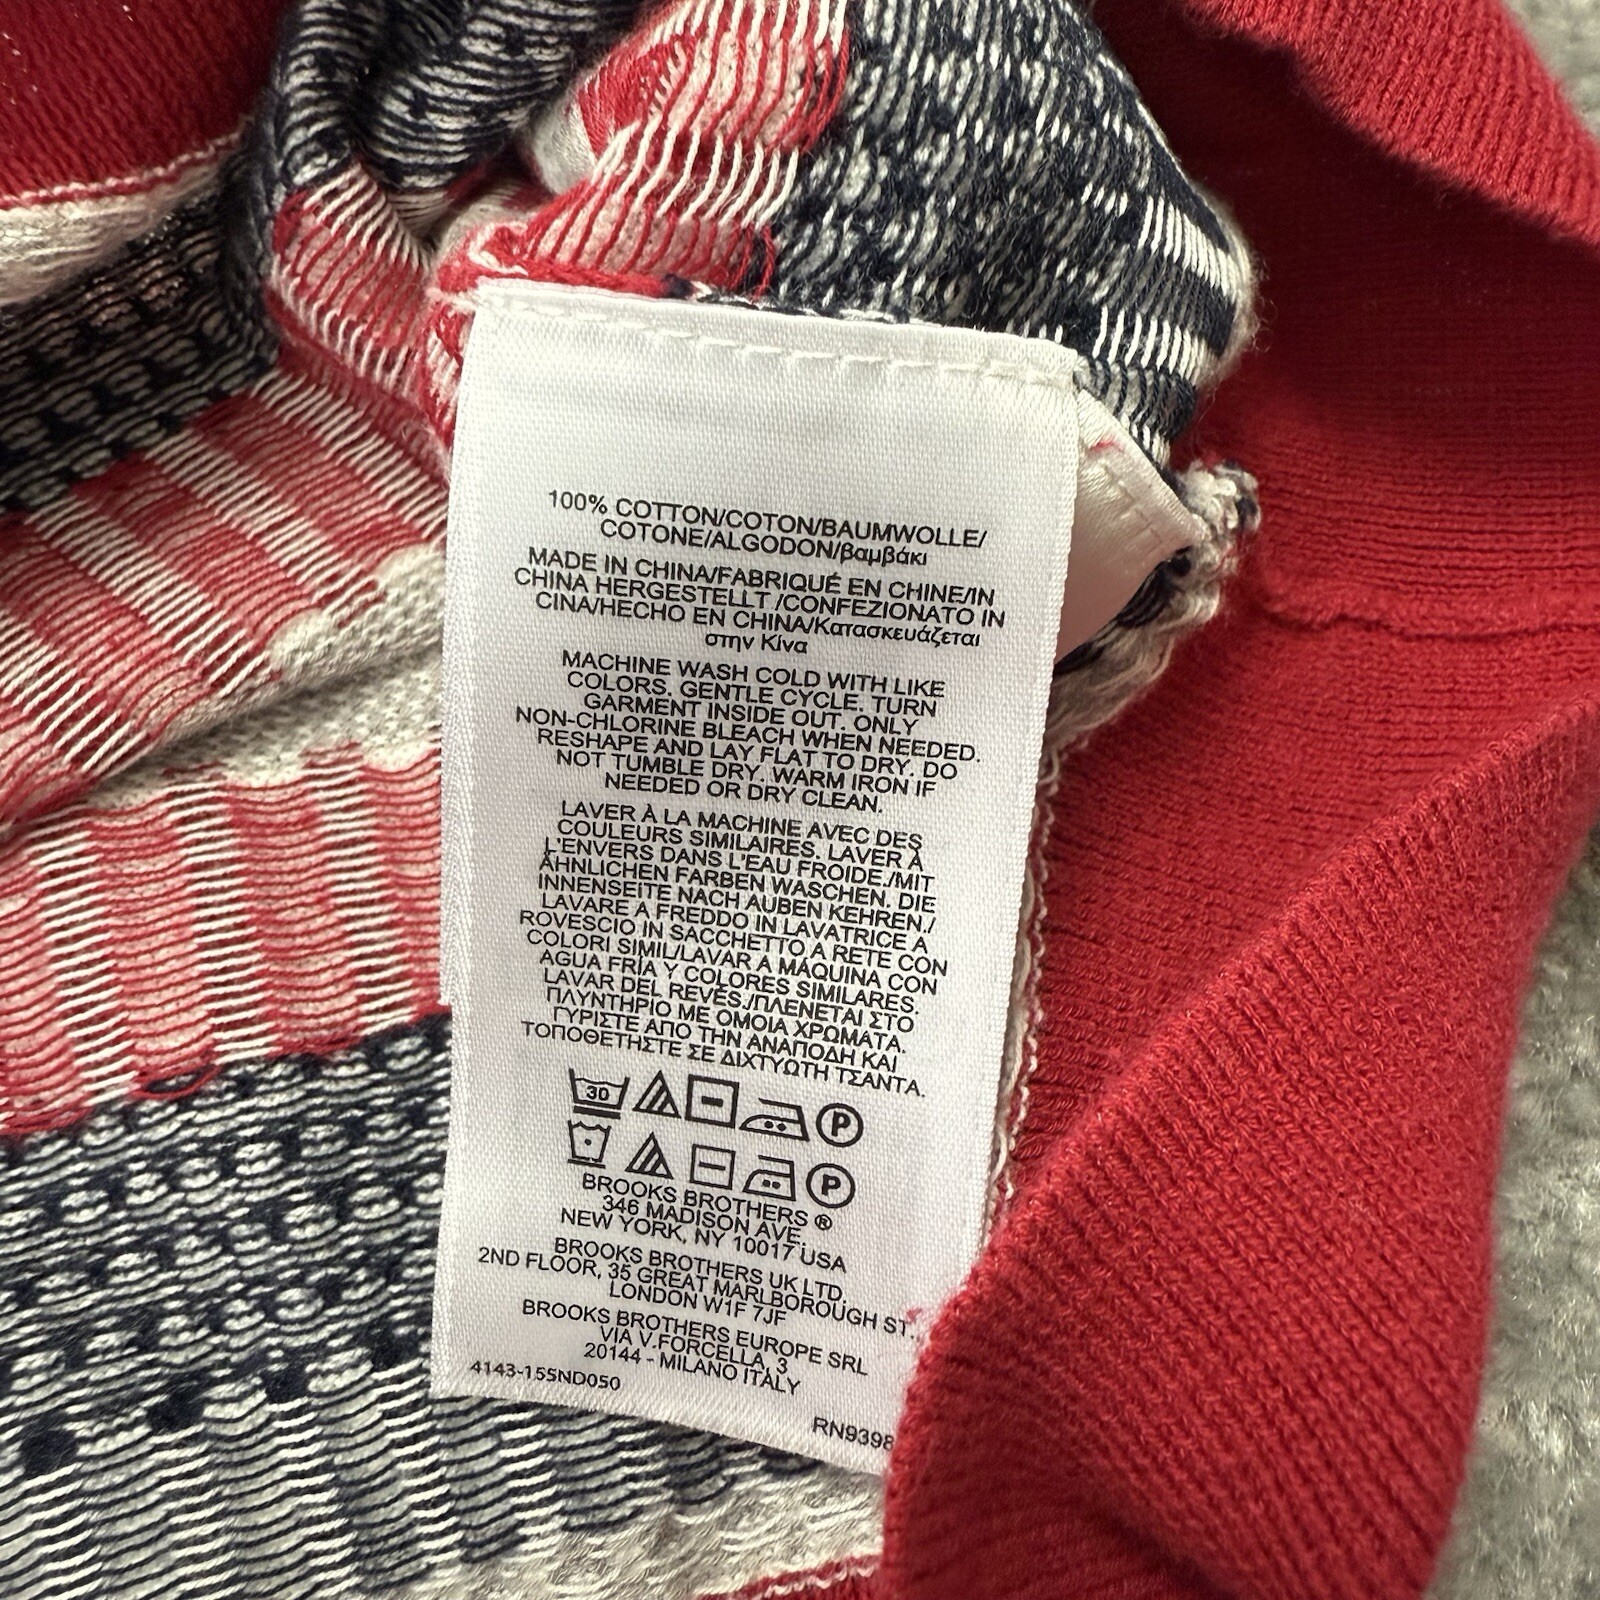 100% COTTON/COTON/BAUMWOLLE/
COTONE/ALGODON/βαμβάκι
MADE IN CHINA/FABRIQUÉ EN CHINE/IN
CHINA HERGESTELLT /CONFEZIONATO IN
CINA/HECHO EN CHINA/Κατασκευάζεται
στην Κίνα
MACHINE WASH COLD WITH LIKE
COLORS. GENTLE CYCLE. TURN
GARMENT INSIDE OUT. ONLY
NON-CHLORINE BLEACH WHEN NEEDED.
RESHAPE AND LAY FLAT TO DRY. DO
NOT TUMBLE DRY. WARM IRON IF
NEEDED OR DRY CLEAN.
LAVER À LA MACHINE AVEC DES
COULEURS SIMILAIRES. LAVER À
L'ENVERS DANS L'EAU FROIDE./MIT
ÄHNLICHEN FARBEN WASCHEN. DIE
INNENSEITE NACH AUBEN KEHREN./
LAVARE A FREDDO IN LAVATRICE A
ROVESCIO IN SACCHETTO A RETE CON
COLORI SIMIL/LAVAR A MÁQUINA CON
AGUA FRÍA Y COLORES SIMILARES.
LAVAR DEL REVÉS./ΠΛΕΝΕΤΑΙ ΣΤΟ
ΠΛΥΝΤΗΡΙΟ ΜΕ ΟΜΟΙΑ ΧΡΩΜΑΤΑ.
ΓΥΡΙΣΤΕ ΑΠΟ ΤΗΝ ΑΝΑΠΟΔΗ ΚΑΙ
ΤΟΠΟΘΕΤΗΣΤΕ ΣΕ ΔΙΧΤΥΩΤΗ ΤΣΑΝΤΑ.
30 P
P
BROOKS BROTHERS ®
346 MADISON AVE.
NEW YORK, NY 10017 USA
BROOKS BROTHERS UK LTD.
2ND FLOOR, 35 GREAT MARLBOROUGH ST.,
LONDON W1F 7JF
BROOKS BROTHERS EUROPE SRL
VIA V.FORCELLA, 3
20144 - MILANO ITALY
4143-155ND050
RN9398